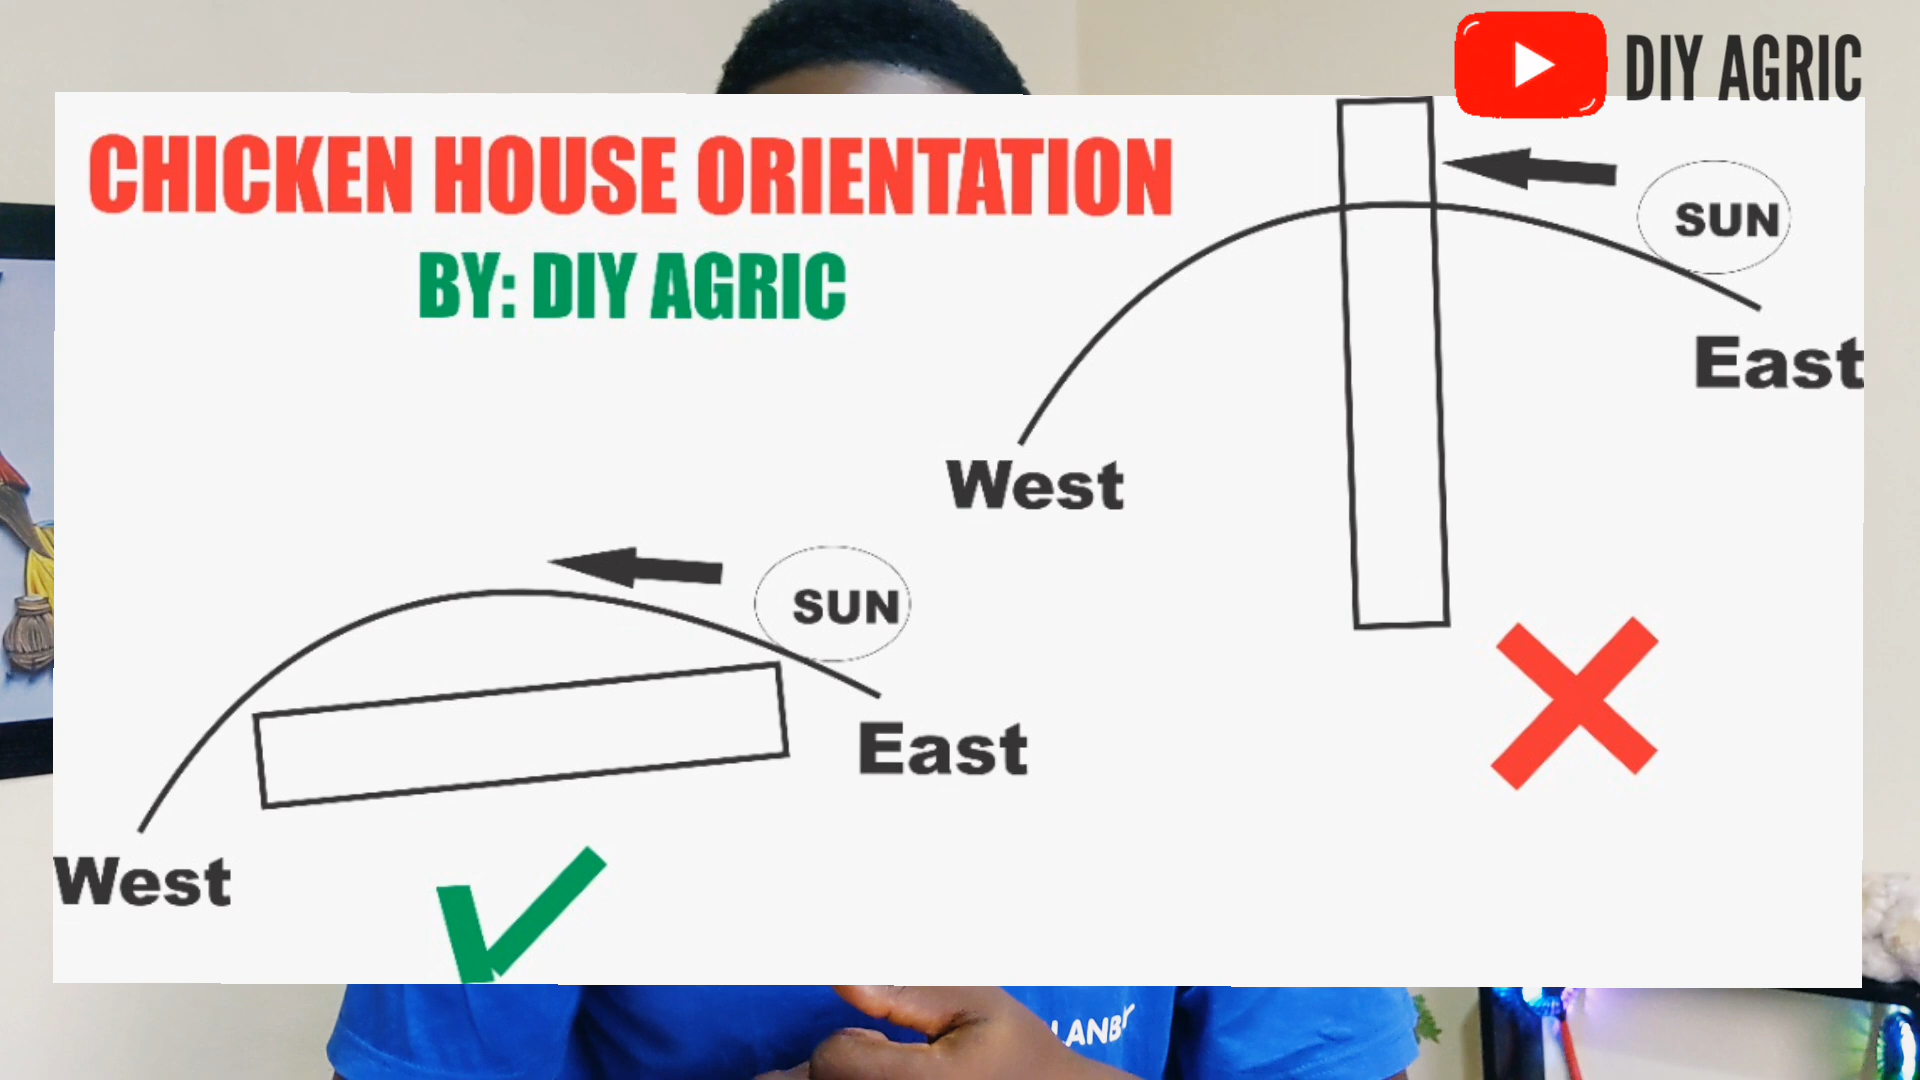 DIY AGRIC
CHICKEN HOUSE ORIENTATION
BY: DIY AGRIC
SUN
East
West
SUN
East
West